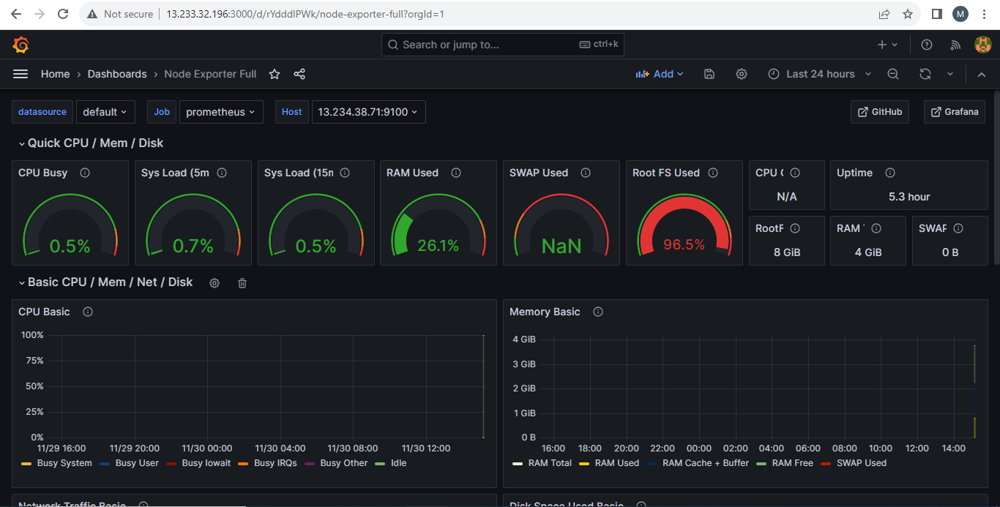 Not secure 13.233.32.196:3000/d/rYdddlPWk/node-exporter-full?orgId=1 M
Search or jump to... ctrl+k
Home › Dashboards › Node Exporter Full Add Last 24 hours
datasource default Job prometheus Host 13.234.38.71:9100 GitHub Grafana
Quick CPU / Mem / Disk
CPU Busy Sys Load (5m Sys Load (15m RAM Used SWAP Used Root FS Used CPU C Uptime
N/A 5.3 hour
RootF RAM T SWAP
0.5% 0.7% 0.5% 26.1% NaN 96.5% 8 GiB 4 GiB 0 B
Basic CPU / Mem / Net / Disk
CPU Basic
100%
75%
50%
25%
0%
11/29 16:00 11/29 20:00 11/30 00:00 11/30 04:00 11/30 08:00 11/30 12:00
Busy System Busy User Busy Iowait Busy IRQs Busy Other Idle
Memory Basic
4 GiB
3 GiB
2 GiB
1 GiB
0 B
16:00 18:00 20:00 22:00 00:00 02:00 04:00 06:00 08:00 10:00 12:00 14:00
RAM Total RAM Used RAM Cache + Buffer RAM Free SWAP Used
Network Traffic Basic Disk Space Used Basic